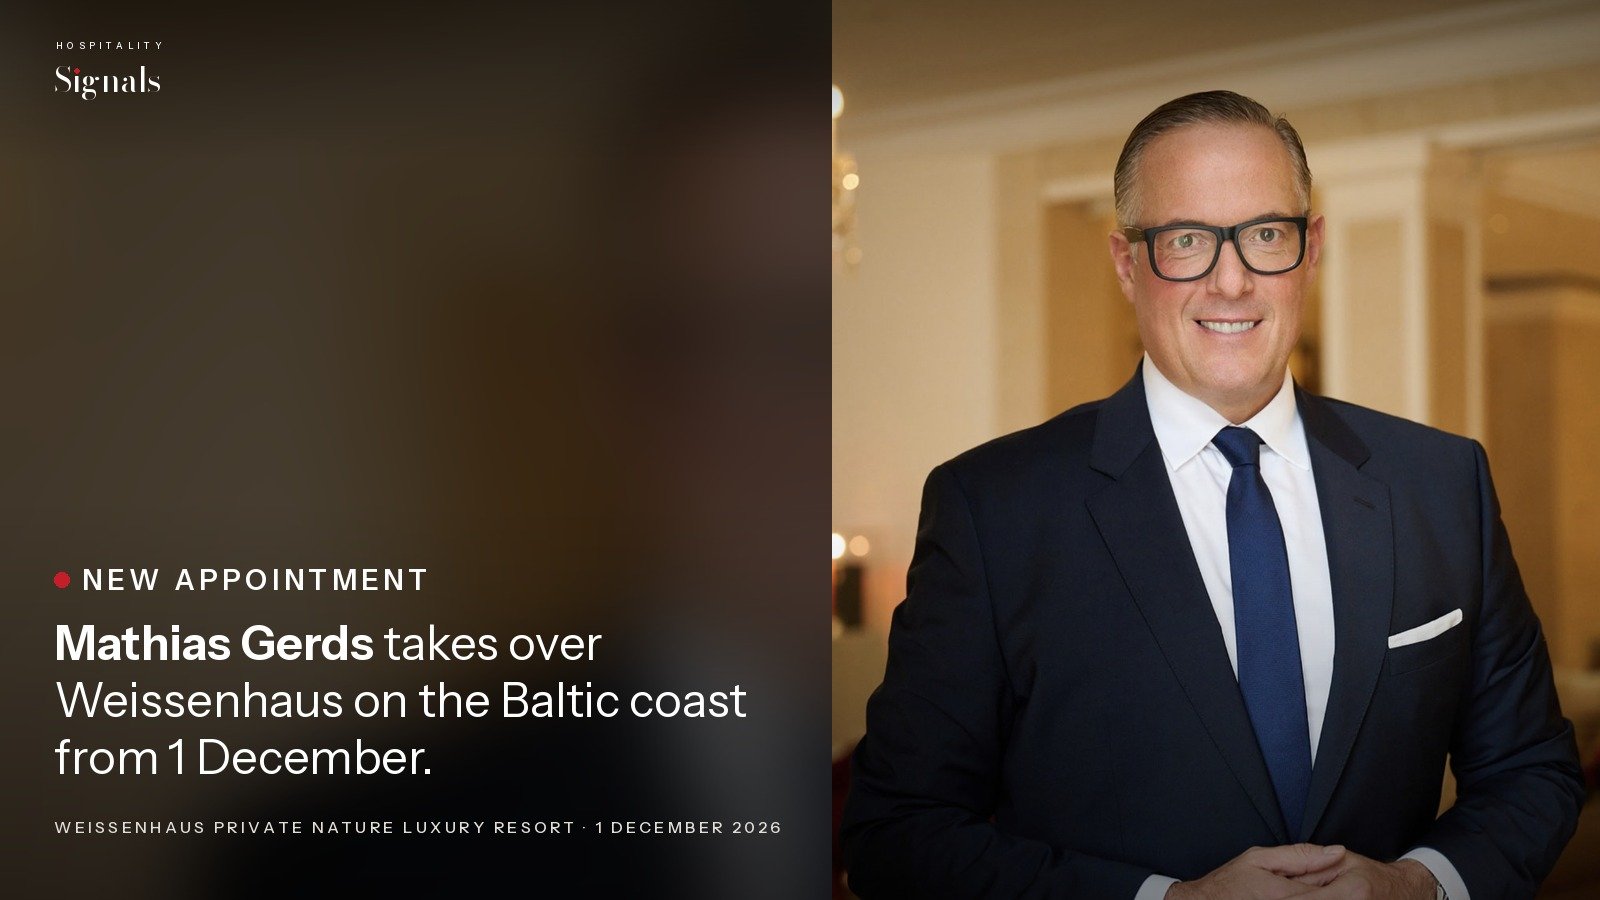 HOSPITALITY
Signals
NEW APPOINTMENT
Mathias Gerds takes over
Weissenhaus on the Baltic coast
from 1 December.
WEISSENHAUS PRIVATE NATURE LUXURY RESORT · 1 DECEMBER 2026